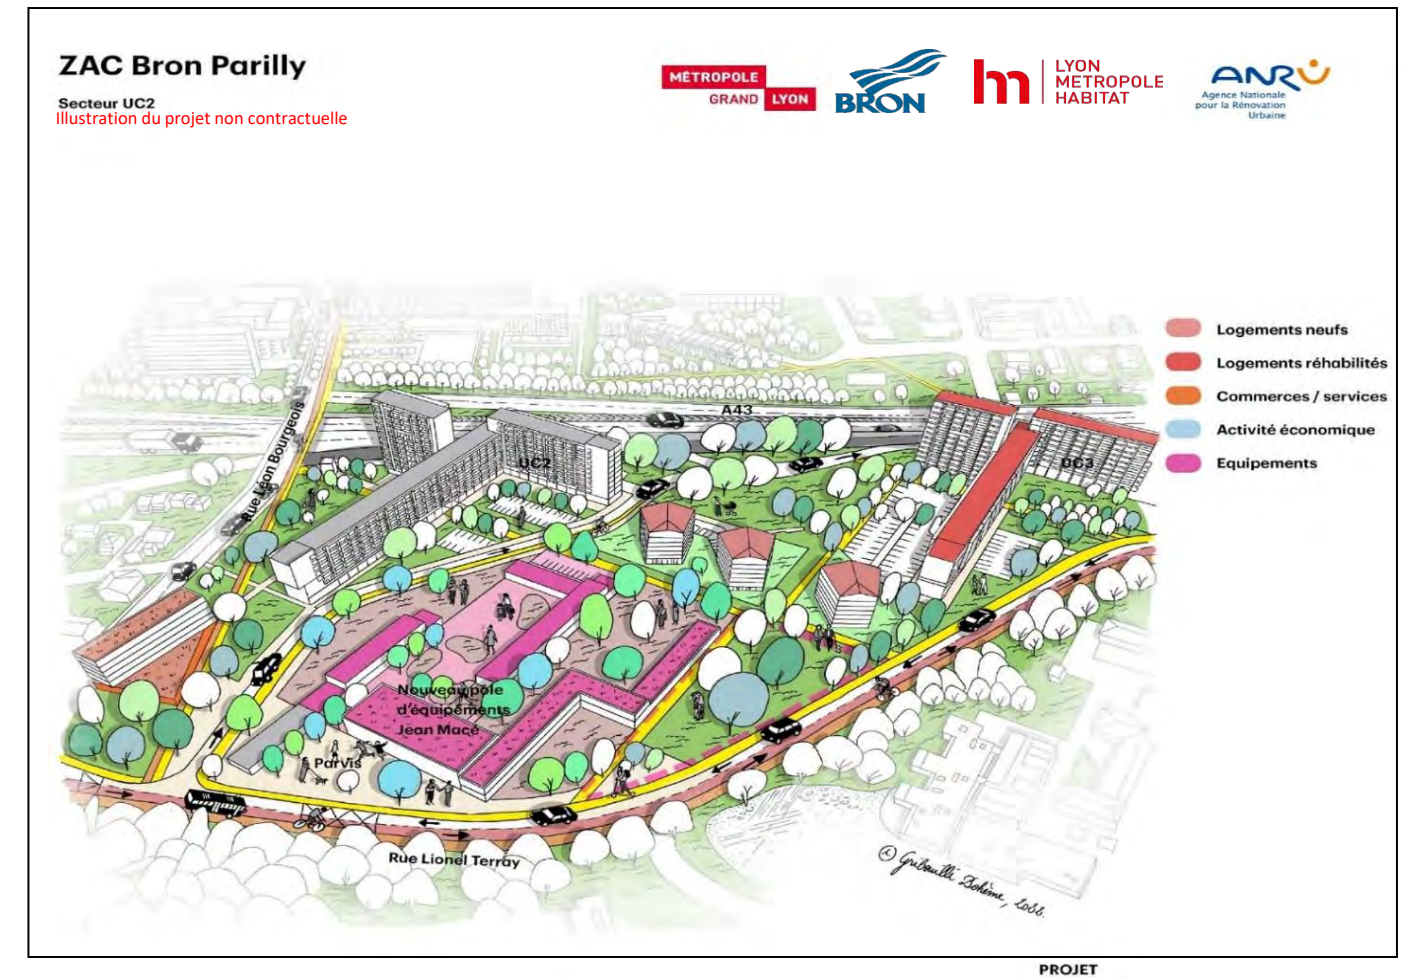 ZAC Bron Parilly
Secteur UC2
Illustration du projet non contractuelle
MÉTROPOLE
GRAND LYON
BRON
LYON
METROPOLE
HABITAT
ANRU
Agence Nationale
pour la Rénovation
Urbaine
Logements neufs
Logements réhabilités
Commerces / services
Activité économique
Equipements
A43
Rue Léon Bourgeois
UC2
UC3
Nouveau pôle
d'équipements
Jean Macé
Parvis
Rue Lionel Terray
PROJET